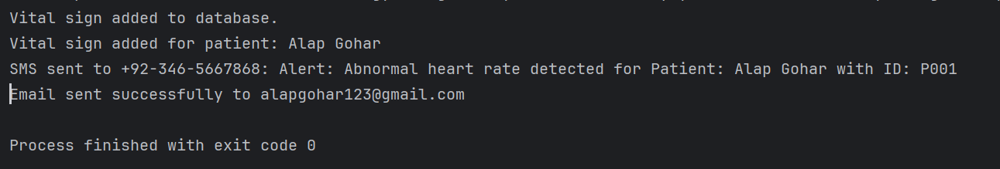 Vital sign added to database.
Vital sign added for patient: Alap Gohar
SMS sent to +92-346-5667868: Alert: Abnormal heart rate detected for Patient: Alap Gohar with ID: P001
Email sent successfully to alapgohar123@gmail.com
Process finished with exit code 0